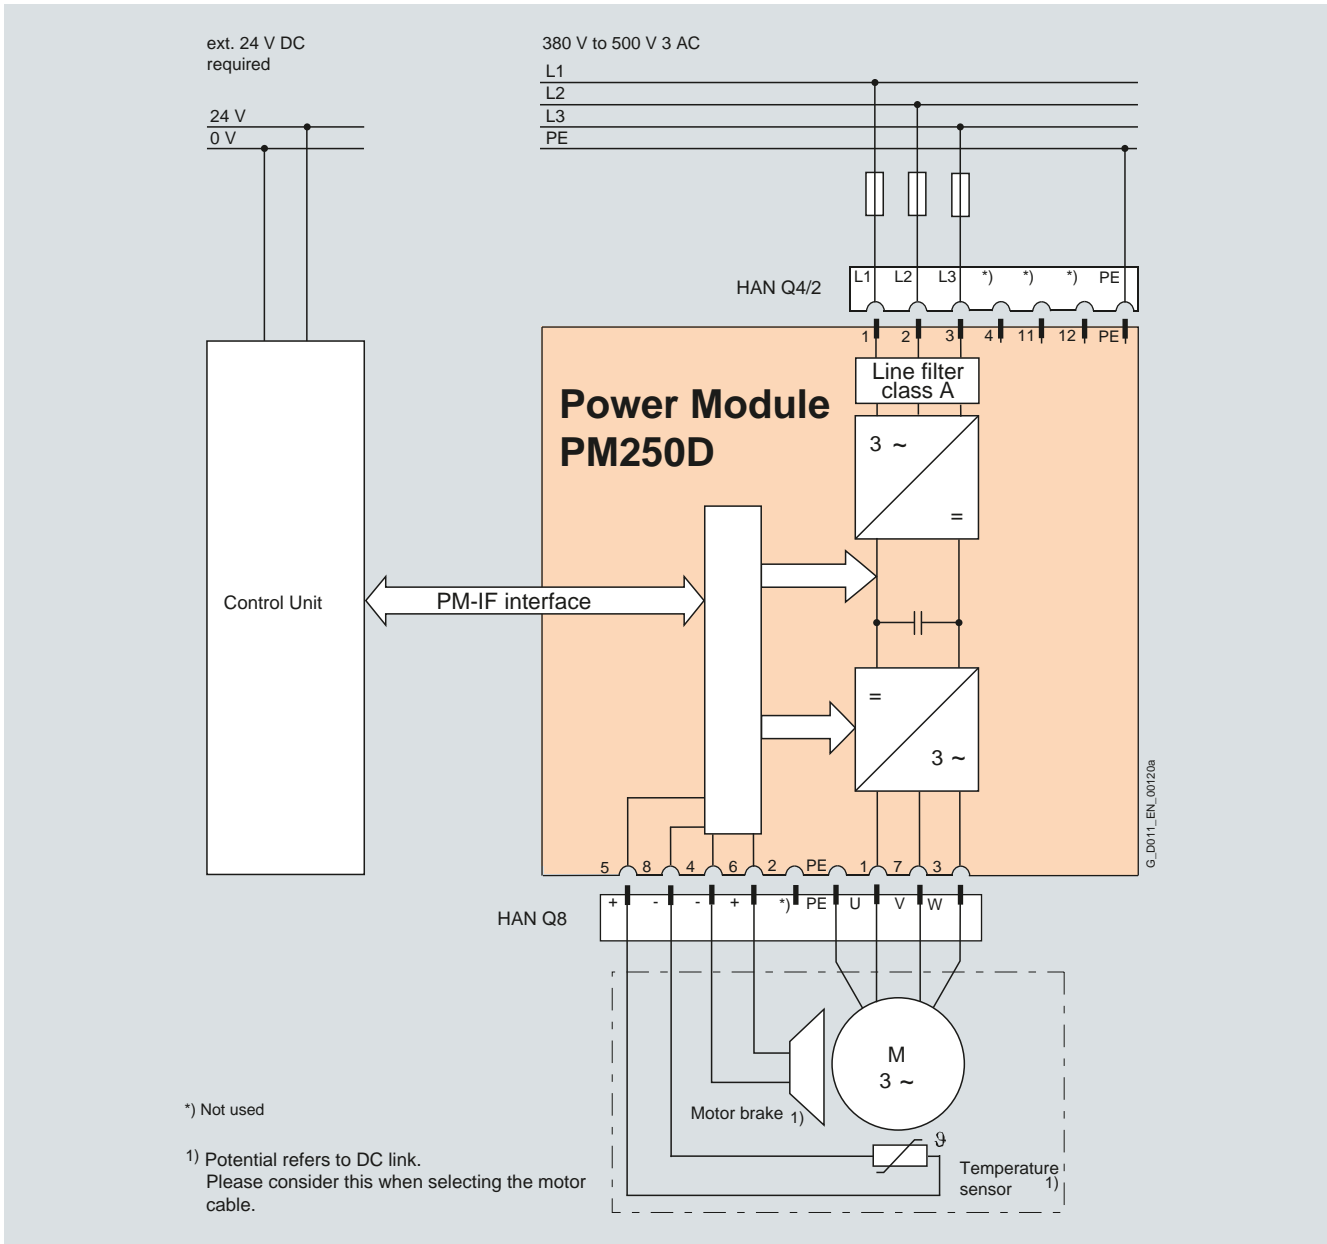 ext. 24 V DC
required
380 V to 500 V 3 AC
L1
L2
L3
PE
24 V
0 V
HAN Q4/2
L1 L2 L3 *) *) *) PE
1 2 3 4 11 12 PE
Line filter
class A
Power Module
PM250D
3 ~
=
Control Unit
PM-IF interface
=
3 ~
G_D011_EN_00120a
5 8 4 6 2 PE 1 7 3
HAN Q8
+ - - + *) PE U V W
M
3 ~
Motor brake 1)
ϑ
Temperature
sensor 1)
*) Not used
1) Potential refers to DC link.
Please consider this when selecting the motor
cable.